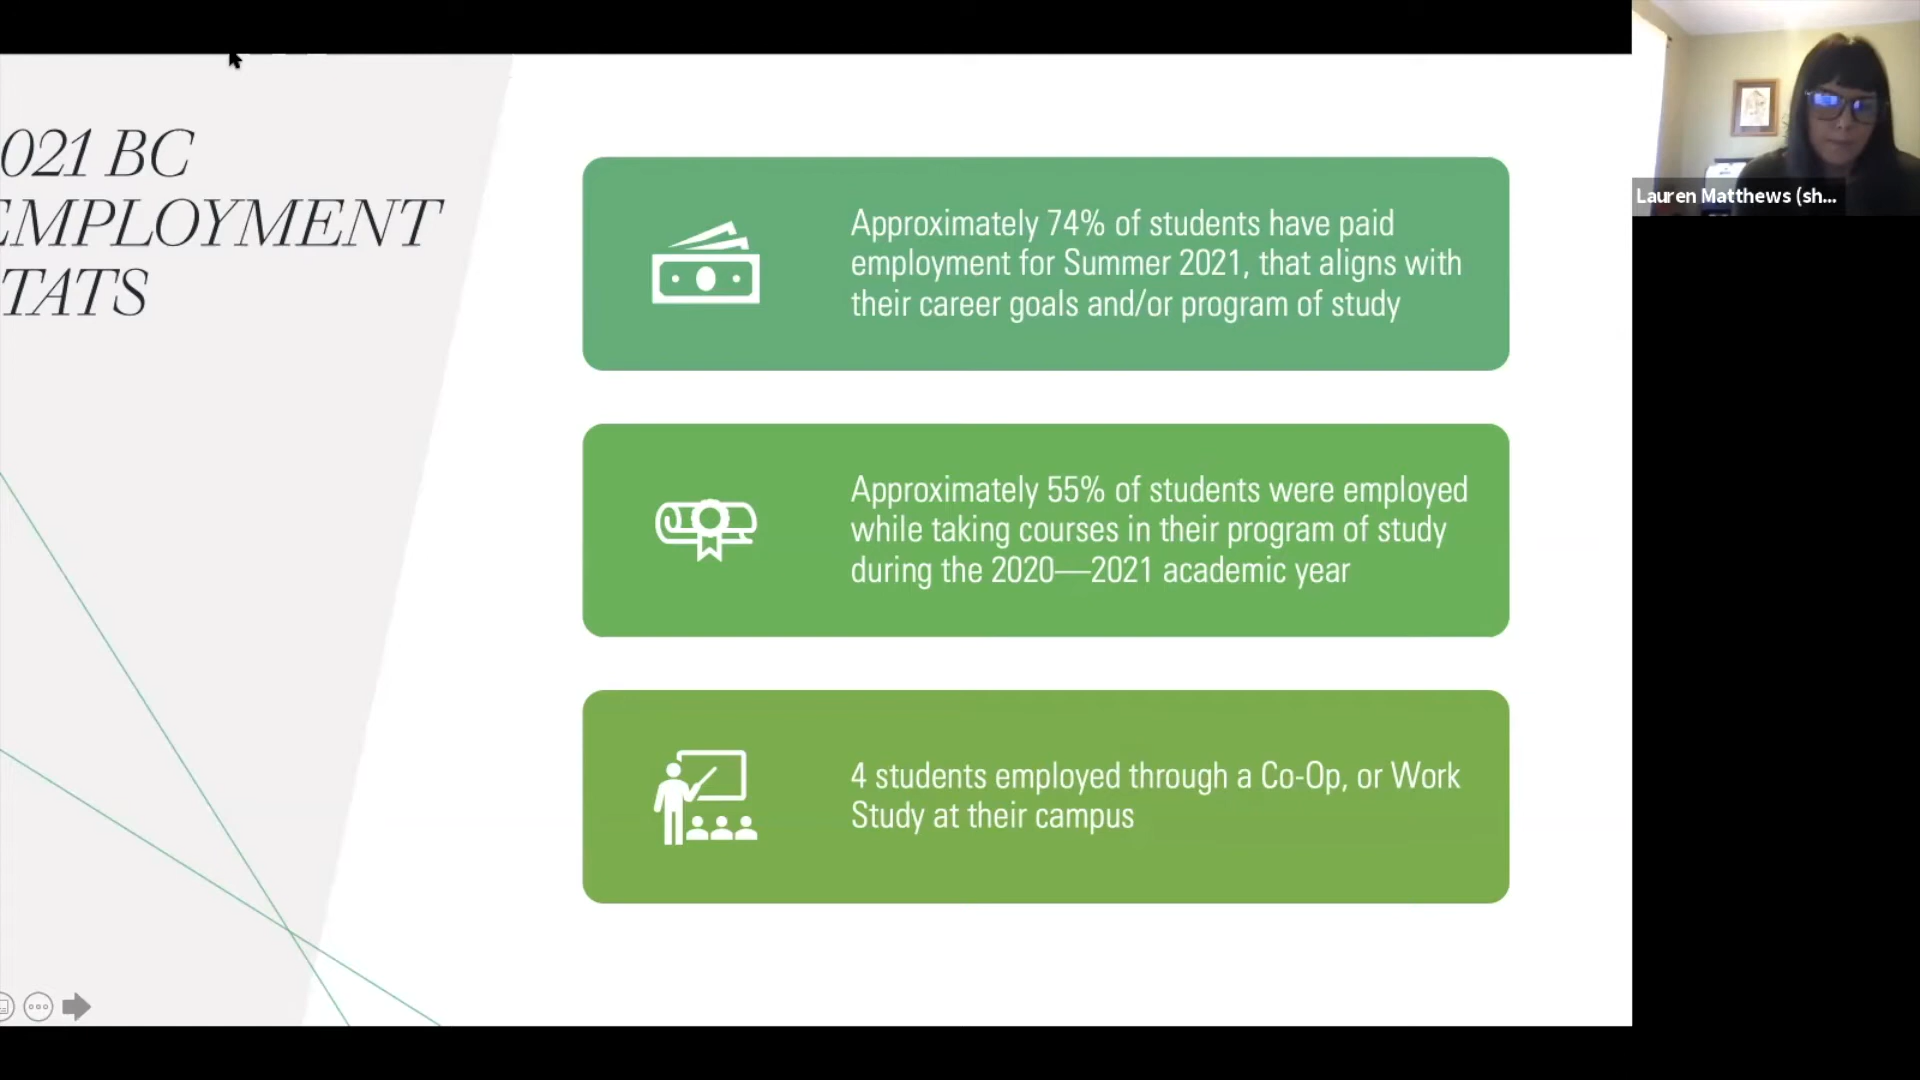 021 BC
EMPLOYMENT
TATS
Approximately 74% of students have paid
employment for Summer 2021, that aligns with
their career goals and/or program of study
Approximately 55% of students were employed
while taking courses in their program of study
during the 2020—2021 academic year
4 students employed through a Co-Op, or Work
Study at their campus
Lauren Matthews (sh...